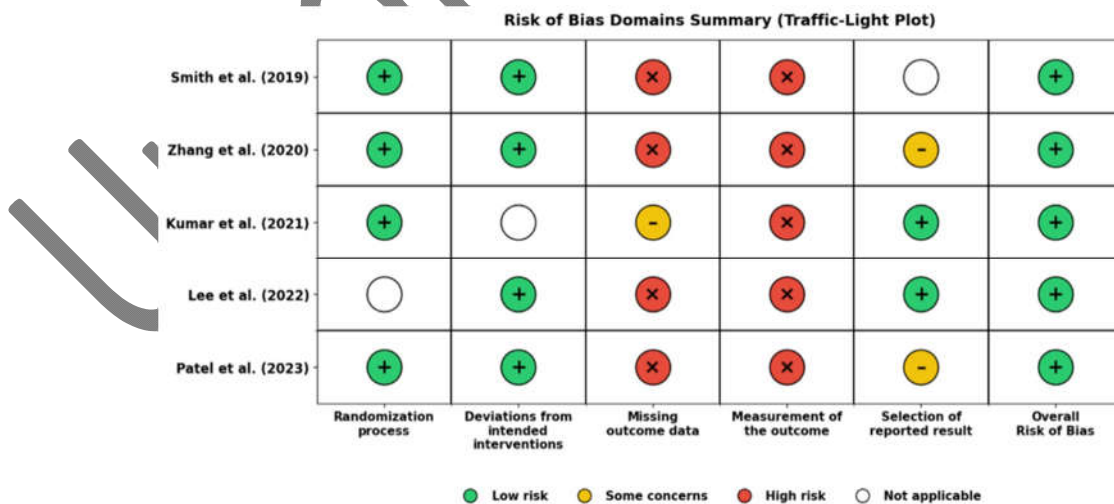 Risk of Bias Domains Summary (Traffic-Light Plot)
Smith et al. (2019) + + × × +
Zhang et al. (2020) + + × × - +
Kumar et al. (2021) + - × + +
Lee et al. (2022) + × × + +
Patel et al. (2023) + + × × - +
Randomization process
Deviations from intended interventions
Missing outcome data
Measurement of the outcome
Selection of reported result
Overall Risk of Bias
Low risk Some concerns High risk Not applicable